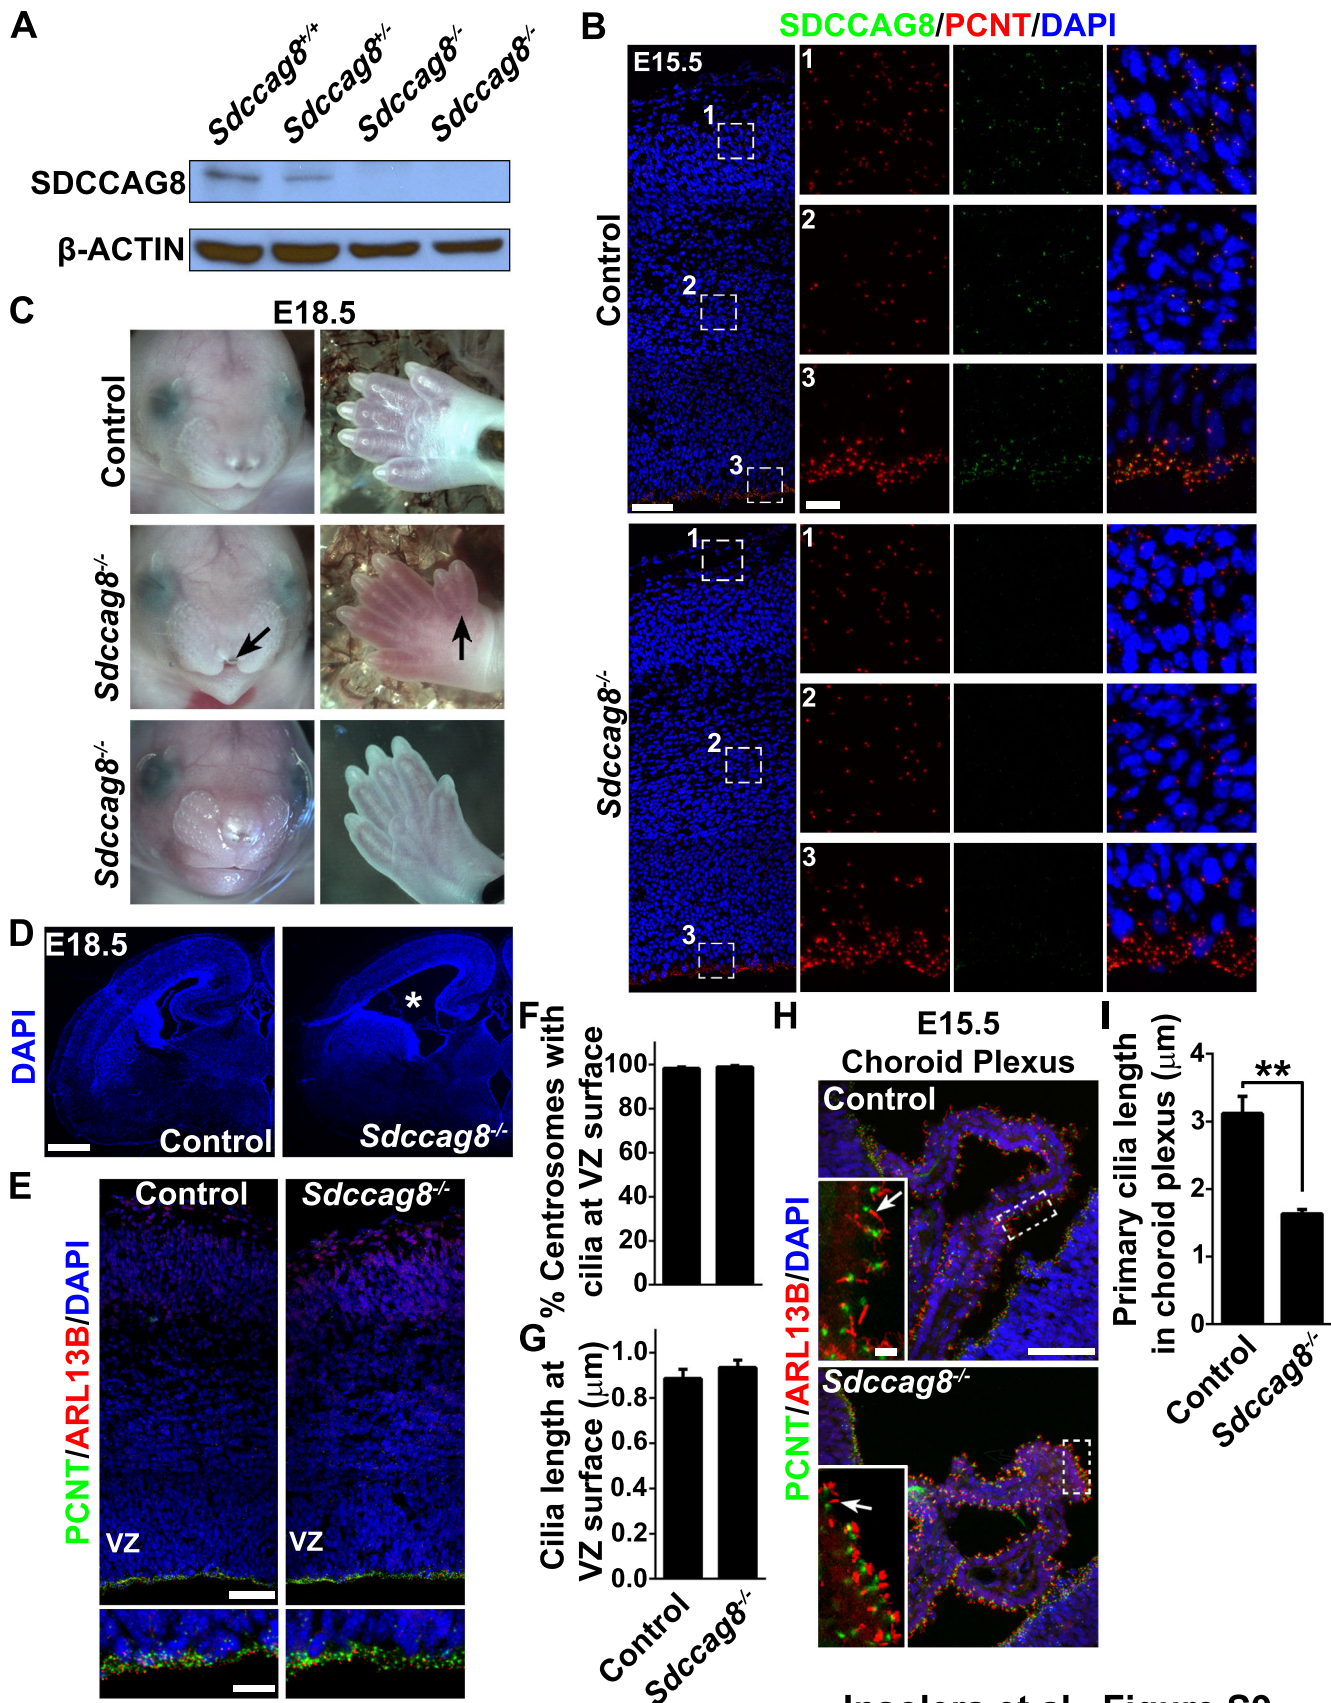 A
Sdccag8+/+
Sdccag8+/-
Sdccag8-/-
Sdccag8-/-
SDCCAG8
β-ACTIN
B
SDCCAG8/PCNT/DAPI
E15.5
Control
1
2
3
1
2
3
Sdccag8-/-
1
2
3
1
2
3
C
E18.5
Control
Sdccag8-/-
Sdccag8-/-
D
E18.5
DAPI
Control
*
Sdccag8-/-
E
Control
Sdccag8-/-
PCNT/ARL13B/DAPI
VZ
VZ
F
% Centrosomes with
cilia at VZ surface
100
80
60
40
20
0
G
Cilia length at
VZ surface (μm)
1.0
0.8
0.6
0.4
0.2
0.0
Control
Sdccag8-/-
H
E15.5
Choroid Plexus
Control
Sdccag8-/-
PCNT/ARL13B/DAPI
I
Primary cilia length
in choroid plexus (μm)
4
3
2
1
0
**
Control
Sdccag8-/-